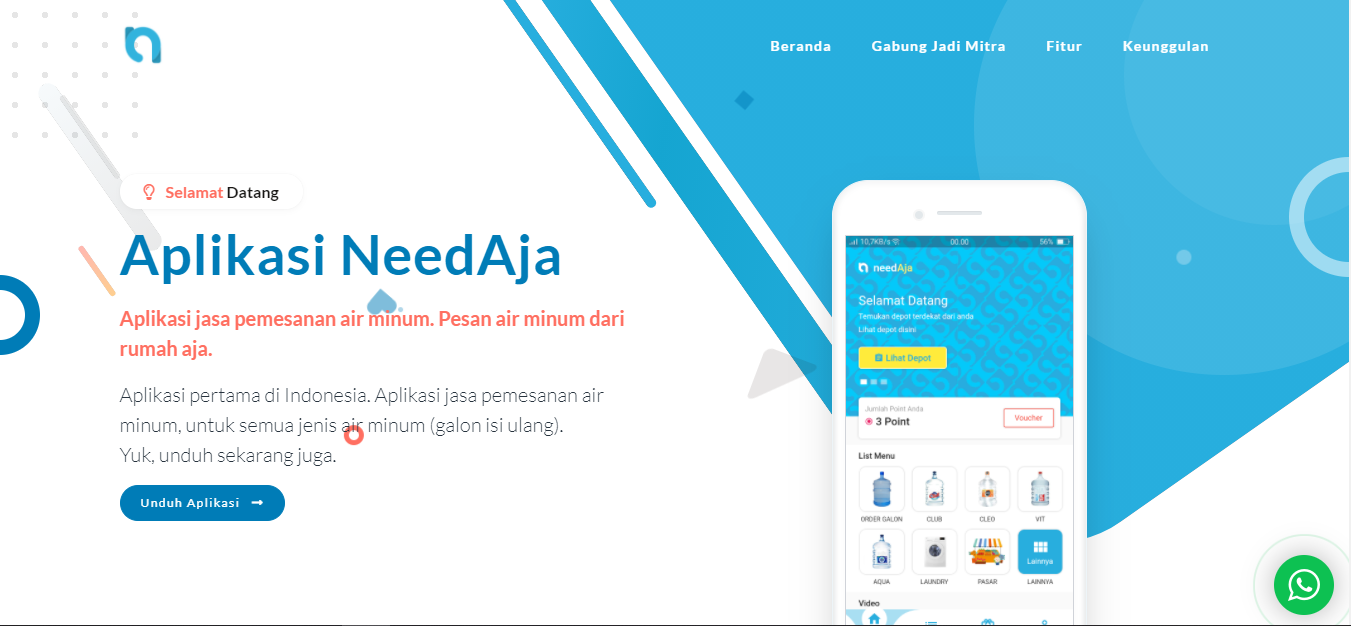 Beranda Gabung Jadi Mitra Fitur Keunggulan
Selamat Datang
Aplikasi NeedAja
Aplikasi jasa pemesanan air minum. Pesan air minum dari
rumah aja.
Aplikasi pertama di Indonesia. Aplikasi jasa pemesanan air
minum, untuk semua jenis air minum (galon isi ulang).
Yuk, unduh sekarang juga.
Unduh Aplikasi
10,7KB/s 00.00 56%
needAja
Selamat Datang
Temukan depot terdekat dari anda
Lihat depot disini
Lihat Depot
Jumlah Point Anda
3 Point
Voucher
List Menu
ORDER GALON CLUB CLEO VIT
Lainnya
AQUA LAUNDRY PASAR LAINNYA
Video